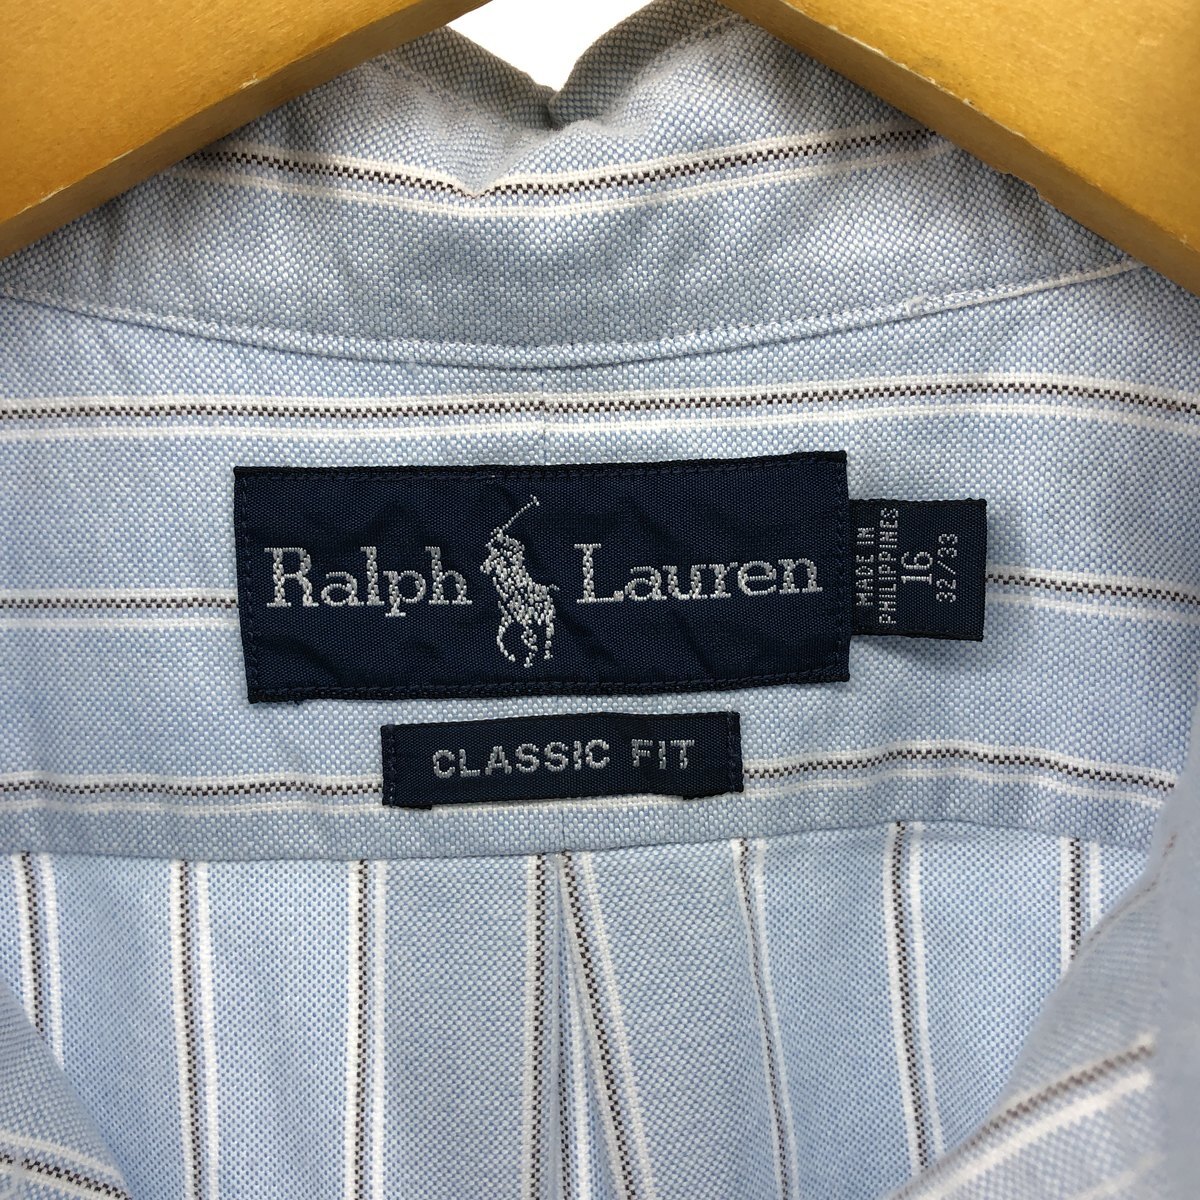 Ralph Lauren
MADE IN
PHILIPPINES
16
32/33
CLASSIC FIT